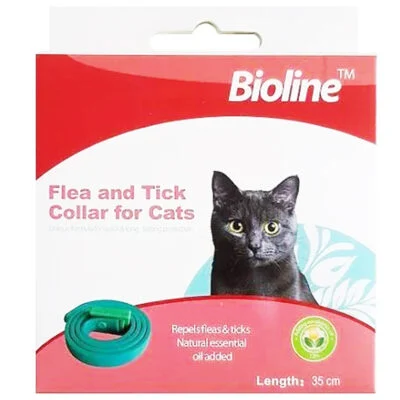 Bioline™
Flea and Tick
Collar for Cats
Repels fleas & ticks
Natural essential
oil added
Length: 35 cm